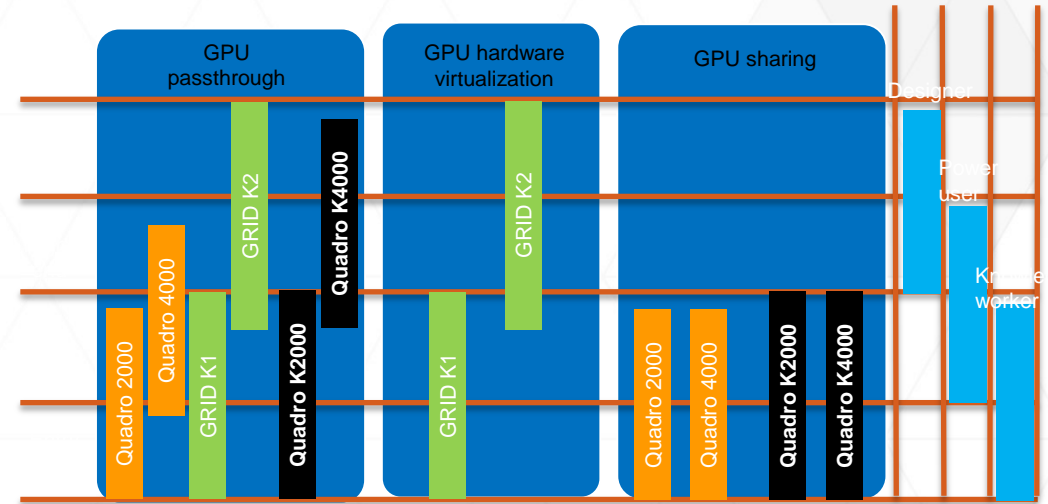 GPU
passthrough
GPU hardware
virtualization
GPU sharing
Designer
Power
user
worker
Quadro 2000
Quadro 4000
GRID K1
GRID K2
Quadro K2000
Quadro K4000
GRID K1
GRID K2
Quadro 2000
Quadro 4000
Quadro K2000
Quadro K4000